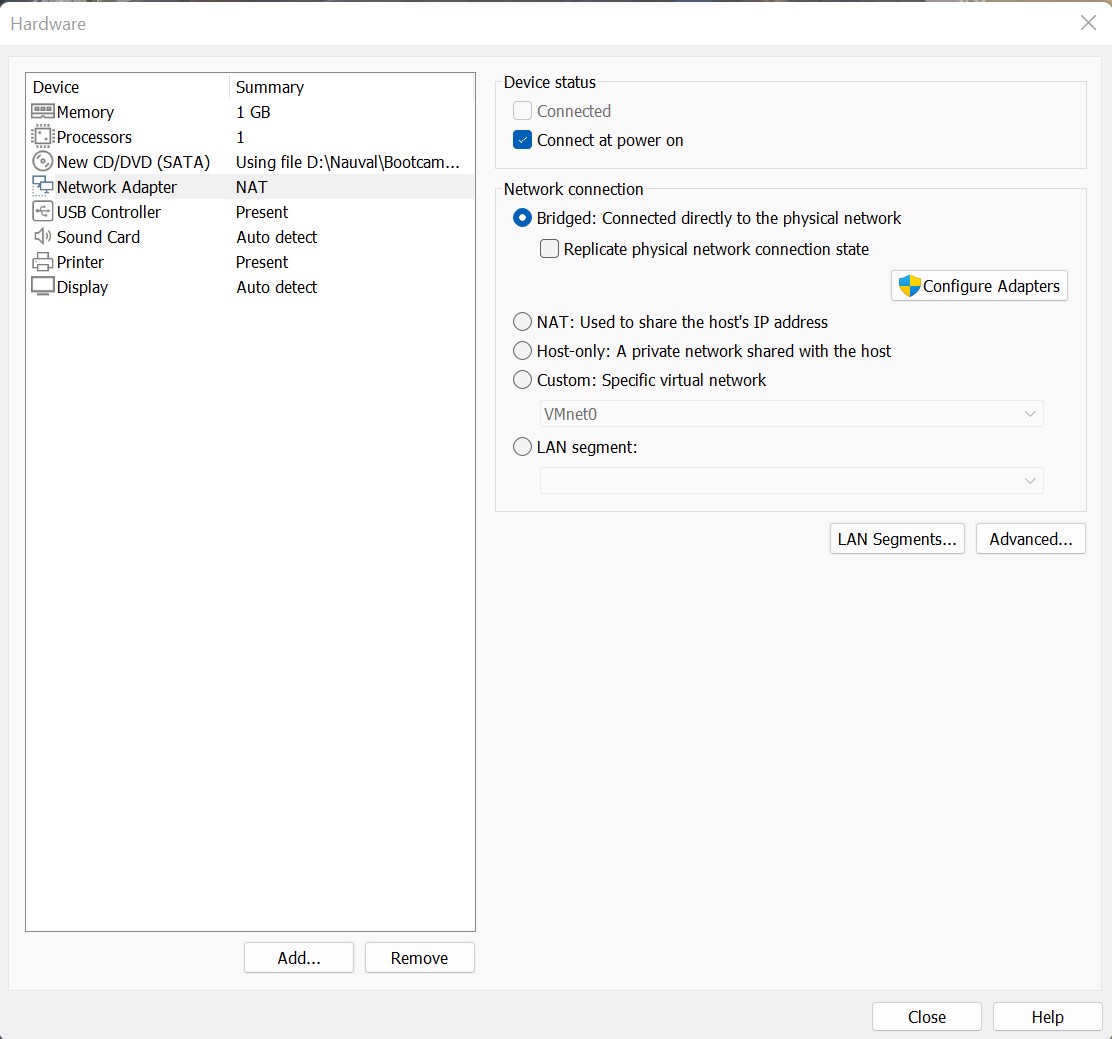 Hardware
Device Summary
Memory 1 GB
Processors 1
New CD/DVD (SATA) Using file D:\Nauval\Bootcam...
Network Adapter NAT
USB Controller Present
Sound Card Auto detect
Printer Present
Display Auto detect
Add... Remove
Device status
Connected
Connect at power on
Network connection
Bridged: Connected directly to the physical network
Replicate physical network connection state
Configure Adapters
NAT: Used to share the host's IP address
Host-only: A private network shared with the host
Custom: Specific virtual network
VMnet0
LAN segment:
LAN Segments... Advanced...
Close Help